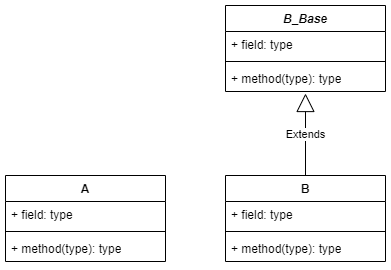 B_Base
+ field: type
+ method(type): type
Extends
A
+ field: type
+ method(type): type
B
+ field: type
+ method(type): type